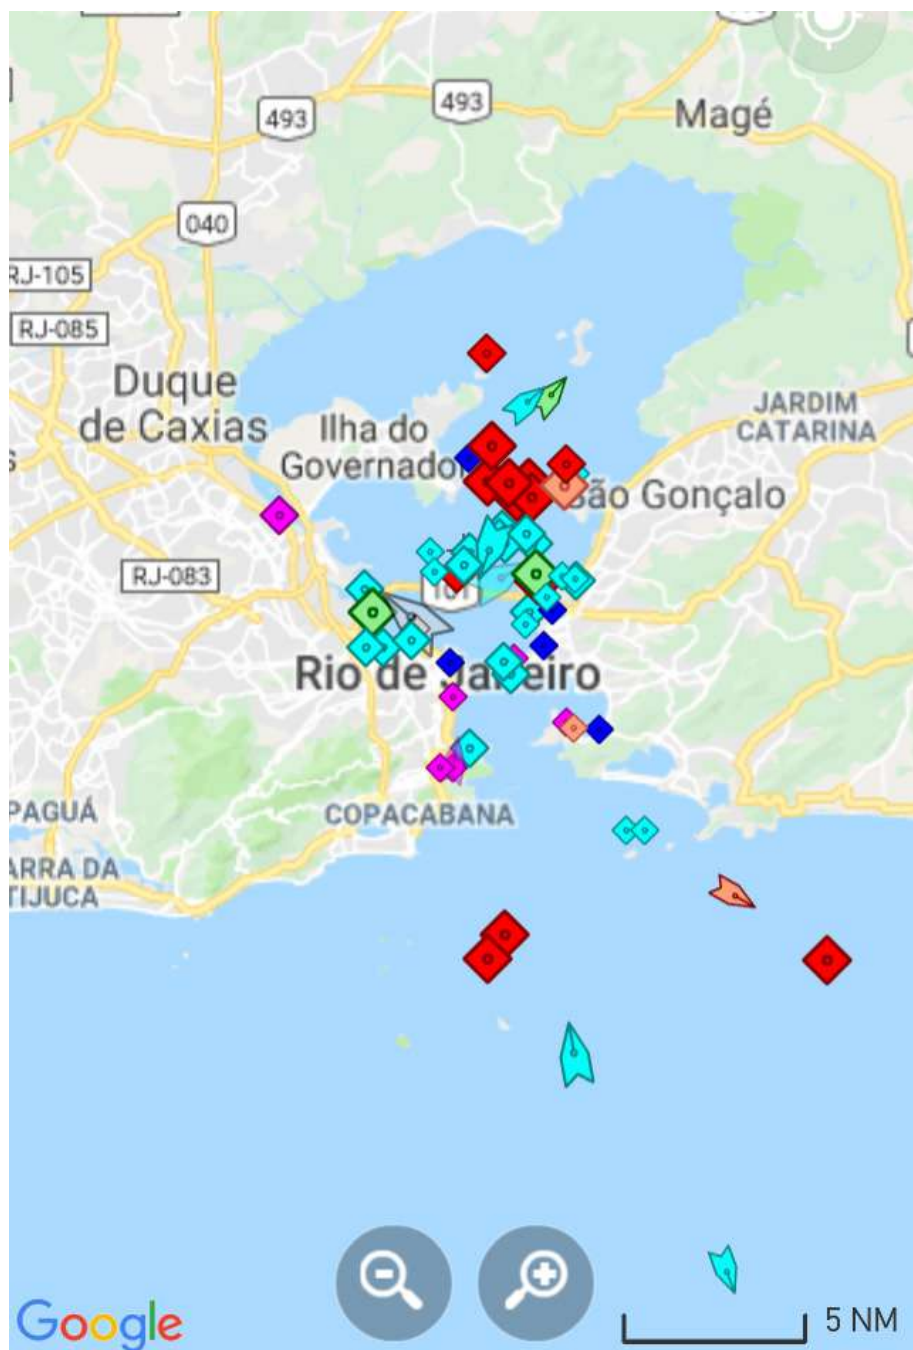 493
493
Magé
040
RJ-105
RJ-085
Duque
de Caxias
Ilha do
Governador
JARDIM
CATARINA
São Gonçalo
RJ-083
101
Rio de Janeiro
PAGUÁ
COPACABANA
ARRA DA
TIJUCA
Google
5 NM